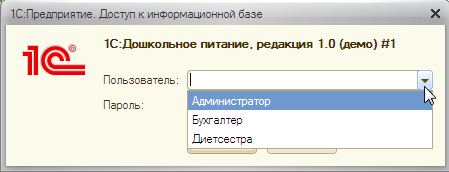 1С:Предприятие. Доступ к информационной базе
1С:Дошкольное питание, редакция 1.0 (демо) #1
1С®
Пользователь:
Администратор
Пароль:
Бухгалтер
Диетсестра